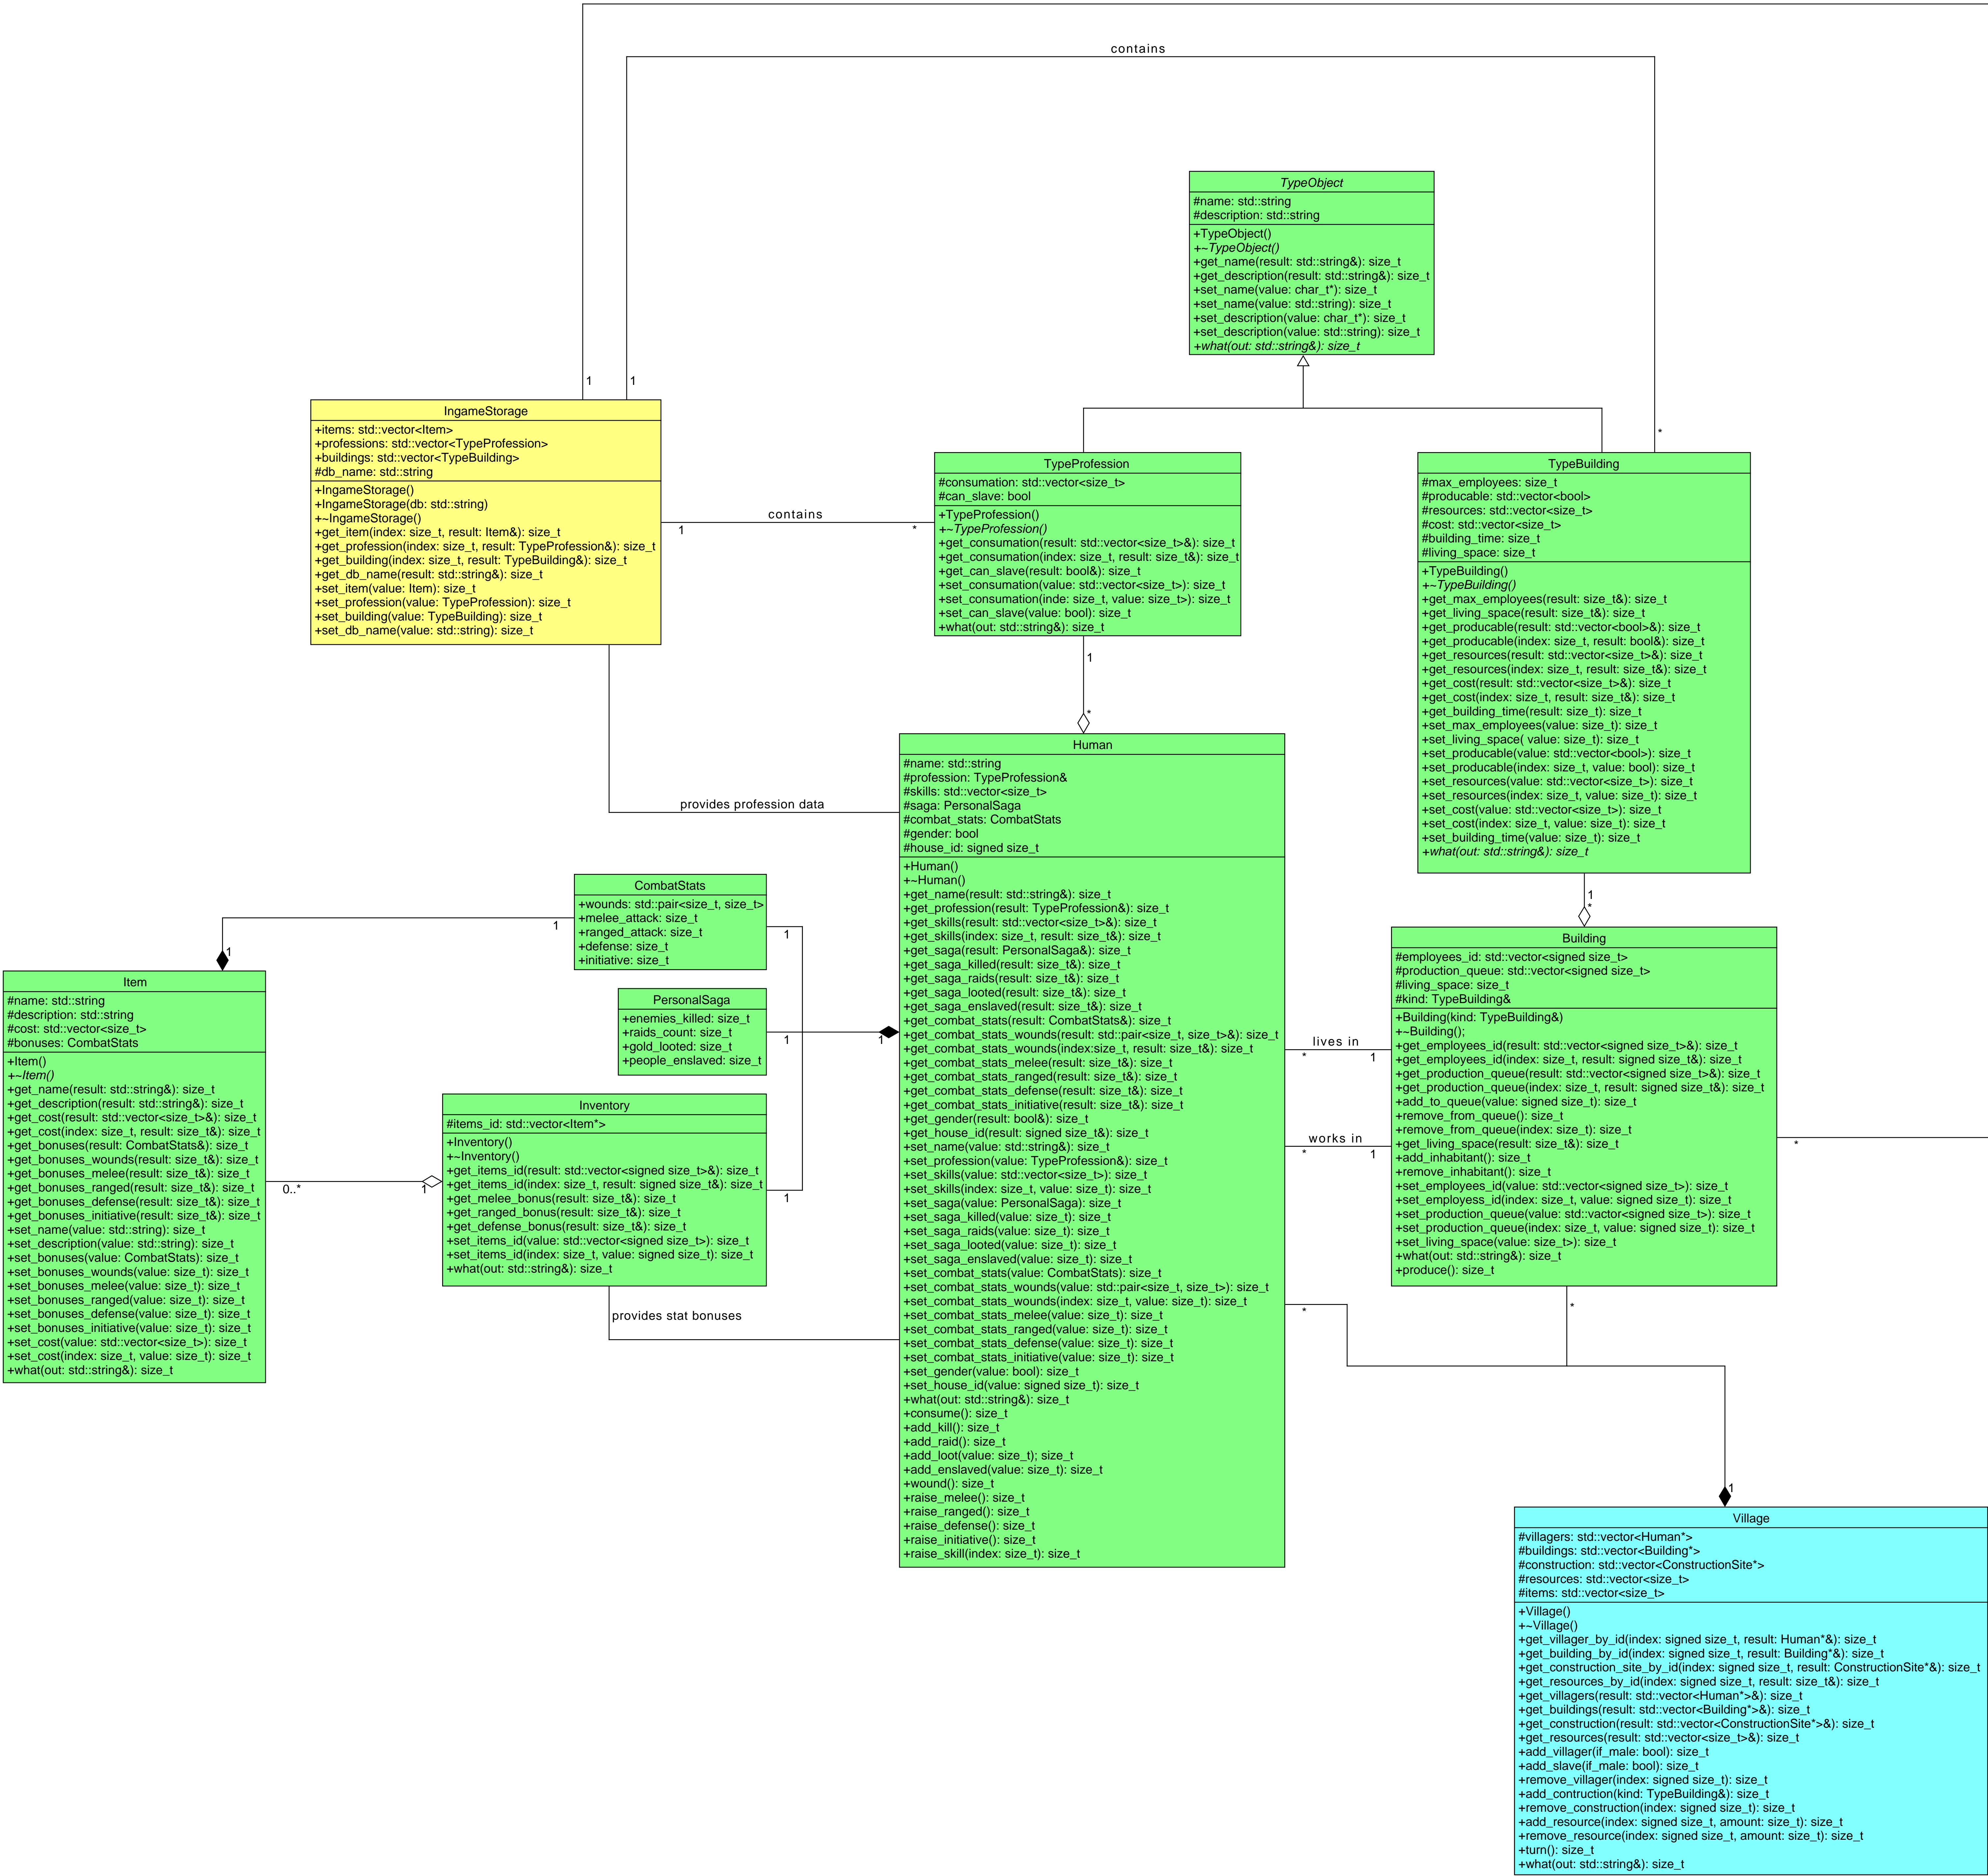 contains
TypeObject
#name: std::string
#description: std::string
+TypeObject()
+~TypeObject()
+get_name(result: std::string&): size_t
+get_description(result: std::string&): size_t
+set_name(value: char_t*): size_t
+set_name(value: std::string): size_t
+set_description(value: char_t*): size_t
+set_description(value: std::string): size_t
+what(out: std::string&): size_t
1
1
*
IngameStorage
+items: std::vector<Item>
+professions: std::vector<TypeProfession>
+buildings: std::vector<TypeBuilding>
#db_name: std::string
+IngameStorage()
+IngameStorage(db: std::string)
+~IngameStorage()
+get_item(index: size_t, result: Item&): size_t
+get_profession(index: size_t, result: TypeProfession&): size_t
+get_building(index: size_t, result: TypeBuilding&): size_t
+get_db_name(result: std::string&): size_t
+set_item(value: Item): size_t
+set_profession(value: TypeProfession): size_t
+set_building(value: TypeBuilding): size_t
+set_db_name(value: std::string): size_t
contains
1
*
TypeProfession
#consumation: std::vector<size_t>
#can_slave: bool
+TypeProfession()
+~TypeProfession()
+get_consumation(result: std::vector<size_t>&): size_t
+get_consumation(index: size_t, result: size_t&): size_t
+get_can_slave(result: bool&): size_t
+set_consumation(value: std::vector<size_t>): size_t
+set_consumation(inde: size_t, value: size_t>): size_t
+set_can_slave(value: bool): size_t
+what(out: std::string&): size_t
1
*
TypeBuilding
#max_employees: size_t
#producable: std::vector<bool>
#resources: std::vector<size_t>
#cost: std::vector<size_t>
#building_time: size_t
#living_space: size_t
+TypeBuilding()
+~TypeBuilding()
+get_max_employees(result: size_t&): size_t
+get_living_space(result: size_t&): size_t
+get_producable(result: std::vector<bool>&): size_t
+get_producable(index: size_t, result: bool&): size_t
+get_resources(result: std::vector<size_t>&): size_t
+get_resources(index: size_t, result: size_t&): size_t
+get_cost(result: std::vector<size_t>&): size_t
+get_cost(index: size_t, result: size_t&): size_t
+get_building_time(result: size_t): size_t
+set_max_employees(value: size_t): size_t
+set_living_space( value: size_t): size_t
+set_producable(value: std::vector<bool>): size_t
+set_producable(index: size_t, value: bool): size_t
+set_resources(value: std::vector<size_t>): size_t
+set_resources(index: size_t, value: size_t): size_t
+set_cost(value: std::vector<size_t>): size_t
+set_cost(index: size_t, value: size_t): size_t
+set_building_time(value: size_t): size_t
+what(out: std::string&): size_t
1
*
provides profession data
Human
#name: std::string
#profession: TypeProfession&
#skills: std::vector<size_t>
#saga: PersonalSaga
#combat_stats: CombatStats
#gender: bool
#house_id: signed size_t
+Human()
+~Human()
+get_name(result: std::string&): size_t
+get_profession(result: TypeProfession&): size_t
+get_skills(result: std::vector<size_t>&): size_t
+get_skills(index: size_t, result: size_t&): size_t
+get_saga(result: PersonalSaga&): size_t
+get_saga_killed(result: size_t&): size_t
+get_saga_raids(result: size_t&): size_t
+get_saga_looted(result: size_t&): size_t
+get_saga_enslaved(result: size_t&): size_t
+get_combat_stats(result: CombatStats&): size_t
+get_combat_stats_wounds(result: std::pair<size_t, size_t>&): size_t
+get_combat_stats_wounds(index:size_t, result: size_t&): size_t
+get_combat_stats_melee(result: size_t&): size_t
+get_combat_stats_ranged(result: size_t&): size_t
+get_combat_stats_defense(result: size_t&): size_t
+get_combat_stats_initiative(result: size_t&): size_t
+get_gender(result: bool&): size_t
+get_house_id(result: signed size_t&): size_t
+set_name(value: std::string&): size_t
+set_profession(value: TypeProfession&): size_t
+set_skills(value: std::vector<size_t>): size_t
+set_skills(index: size_t, value: size_t): size_t
+set_saga(value: PersonalSaga): size_t
+set_saga_killed(value: size_t): size_t
+set_saga_raids(value: size_t): size_t
+set_saga_looted(value: size_t): size_t
+set_saga_enslaved(value: size_t): size_t
+set_combat_stats(value: CombatStats): size_t
+set_combat_stats_wounds(value: std::pair<size_t, size_t>): size_t
+set_combat_stats_wounds(index: size_t, value: size_t): size_t
+set_combat_stats_melee(value: size_t): size_t
+set_combat_stats_ranged(value: size_t): size_t
+set_combat_stats_defense(value: size_t): size_t
+set_combat_stats_initiative(value: size_t): size_t
+set_gender(value: bool): size_t
+set_house_id(value: signed size_t): size_t
+what(out: std::string&): size_t
+consume(): size_t
+add_kill(): size_t
+add_raid(): size_t
+add_loot(value: size_t); size_t
+add_enslaved(value: size_t): size_t
+wound(): size_t
+raise_melee(): size_t
+raise_ranged(): size_t
+raise_defense(): size_t
+raise_initiative(): size_t
+raise_skill(index: size_t): size_t
CombatStats
+wounds: std::pair<size_t, size_t>
+melee_attack: size_t
+ranged_attack: size_t
+defense: size_t
+initiative: size_t
1
1
1
PersonalSaga
+enemies_killed: size_t
+raids_count: size_t
+gold_looted: size_t
+people_enslaved: size_t
1
1
Item
#name: std::string
#description: std::string
#cost: std::vector<size_t>
#bonuses: CombatStats
+Item()
+~Item()
+get_name(result: std::string&): size_t
+get_description(result: std::string&): size_t
+get_cost(result: std::vector<size_t>&): size_t
+get_cost(index: size_t, result: size_t&): size_t
+get_bonuses(result: CombatStats&): size_t
+get_bonuses_wounds(result: size_t&): size_t
+get_bonuses_melee(result: size_t&): size_t
+get_bonuses_ranged(result: size_t&): size_t
+get_bonuses_defense(result: size_t&): size_t
+get_bonuses_initiative(result: size_t&): size_t
+set_name(value: std::string): size_t
+set_description(value: std::string): size_t
+set_bonuses(value: CombatStats): size_t
+set_bonuses_wounds(value: size_t): size_t
+set_bonuses_melee(value: size_t): size_t
+set_bonuses_ranged(value: size_t): size_t
+set_bonuses_defense(value: size_t): size_t
+set_bonuses_initiative(value: size_t): size_t
+set_cost(value: std::vector<size_t>): size_t
+set_cost(index: size_t, value: size_t): size_t
+what(out: std::string&): size_t
0..*
1
Inventory
#items_id: std::vector<Item*>
+Inventory()
+~Inventory()
+get_items_id(result: std::vector<signed size_t>&): size_t
+get_items_id(index: size_t, result: signed size_t&): size_t
+get_melee_bonus(result: size_t&): size_t
+get_ranged_bonus(result: size_t&): size_t
+get_defense_bonus(result: size_t&): size_t
+set_items_id(value: std::vector<signed size_t>): size_t
+set_items_id(index: size_t, value: signed size_t): size_t
+what(out: std::string&): size_t
1
provides stat bonuses
lives in
*
1
works in
*
1
Building
#employees_id: std::vector<signed size_t>
#production_queue: std::vector<signed size_t>
#living_space: size_t
#kind: TypeBuilding&
+Building(kind: TypeBuilding&)
+~Building();
+get_employees_id(result: std::vector<signed size_t>&): size_t
+get_employees_id(index: size_t, result: signed size_t&): size_t
+get_production_queue(result: std::vector<signed size_t>&): size_t
+get_production_queue(index: size_t, result: signed size_t&): size_t
+add_to_queue(value: signed size_t): size_t
+remove_from_queue(): size_t
+remove_from_queue(index: size_t): size_t
+get_living_space(result: size_t&): size_t
+add_inhabitant(): size_t
+remove_inhabitant(): size_t
+set_employees_id(value: std::vector<signed size_t>): size_t
+set_employess_id(index: size_t, value: signed size_t): size_t
+set_production_queue(value: std::vactor<signed size_t>): size_t
+set_production_queue(index: size_t, value: signed size_t): size_t
+set_living_space(value: size_t>): size_t
+what(out: std::string&): size_t
+produce(): size_t
*
*
*
1
Village
#villagers: std::vector<Human*>
#buildings: std::vector<Building*>
#construction: std::vector<ConstructionSite*>
#resources: std::vector<size_t>
#items: std::vector<size_t>
+Village()
+~Village()
+get_villager_by_id(index: signed size_t, result: Human*&): size_t
+get_building_by_id(index: signed size_t, result: Building*&): size_t
+get_construction_site_by_id(index: signed size_t, result: ConstructionSite*&): size_t
+get_resources_by_id(index: signed size_t, result: size_t&): size_t
+get_villagers(result: std::vector<Human*>&): size_t
+get_buildings(result: std::vector<Building*>&): size_t
+get_construction(result: std::vector<ConstructionSite*>&): size_t
+get_resources(result: std::vector<size_t>&): size_t
+add_villager(if_male: bool): size_t
+add_slave(if_male: bool): size_t
+remove_villager(index: signed size_t): size_t
+add_contruction(kind: TypeBuilding&): size_t
+remove_construction(index: signed size_t): size_t
+add_resource(index: signed size_t, amount: size_t): size_t
+remove_resource(index: signed size_t, amount: size_t): size_t
+turn(): size_t
+what(out: std::string&): size_t